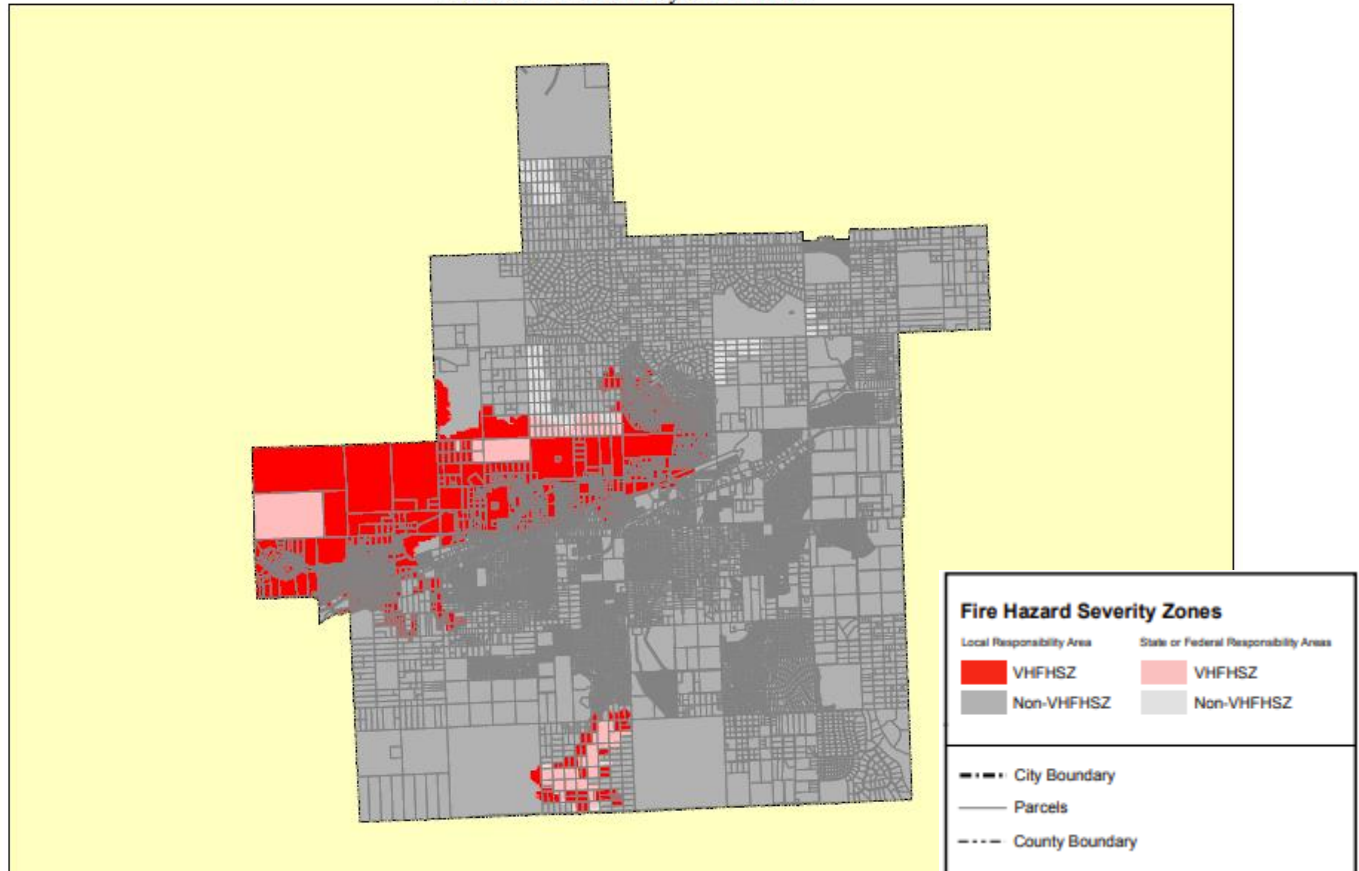 Fire Hazard Severity Zones
Local Responsibility Area State or Federal Responsibility Areas
VHFHSZ VHFHSZ
Non-VHFHSZ Non-VHFHSZ
City Boundary
Parcels
County Boundary